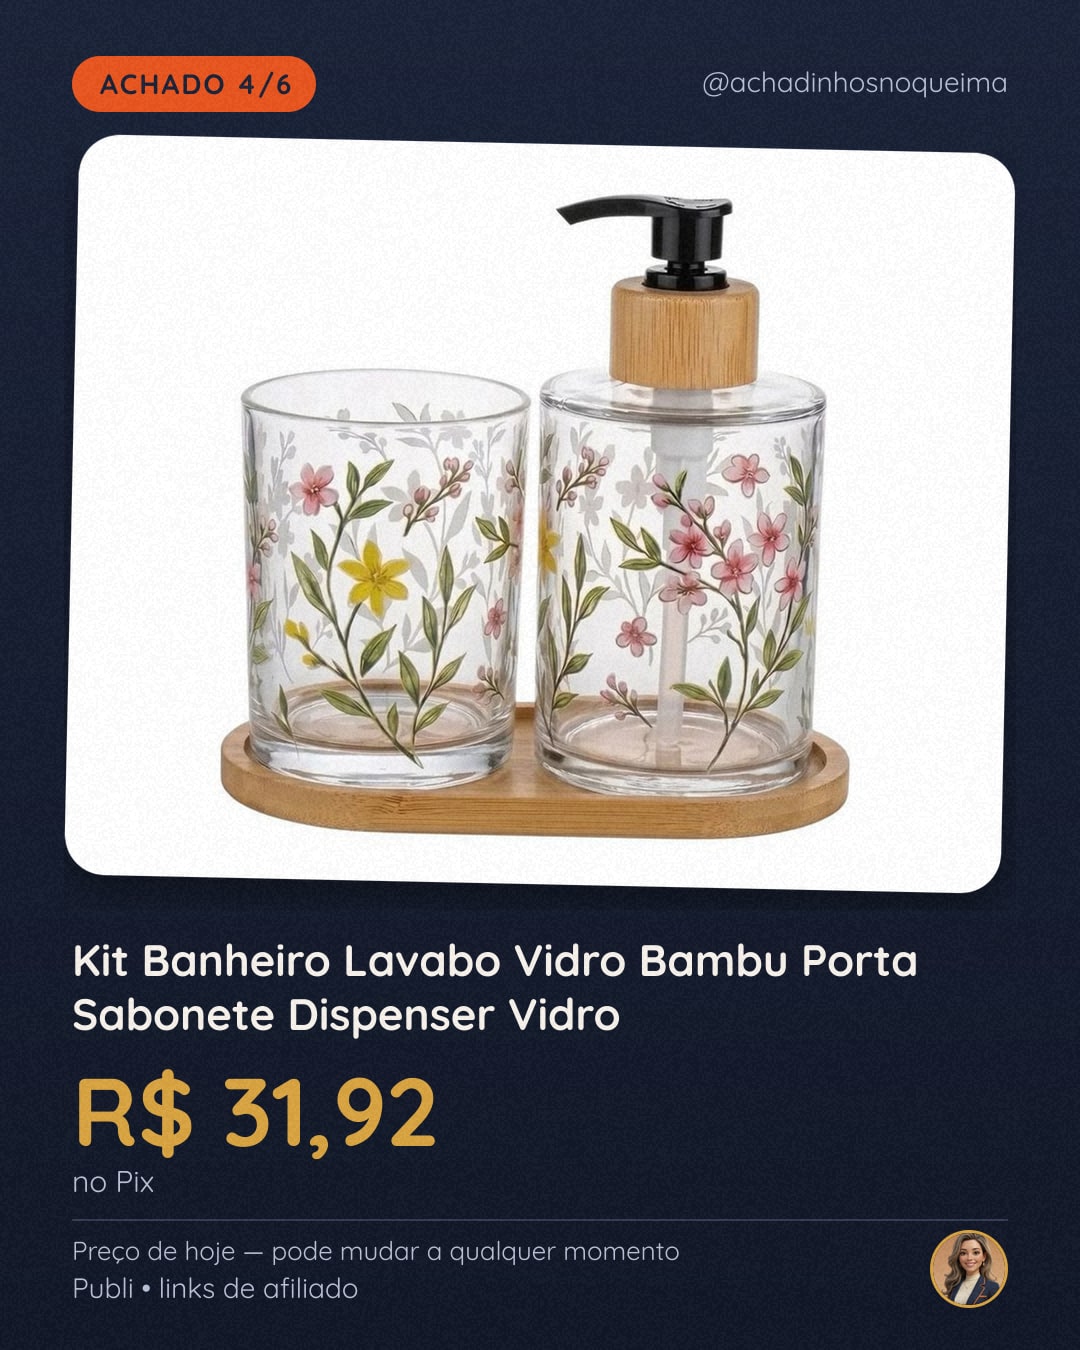 ACHADO 4/6
@achadinhosnoqueima
Kit Banheiro Lavabo Vidro Bambu Porta
Sabonete Dispenser Vidro
R$ 31,92
no Pix
Preço de hoje — pode mudar a qualquer momento
Publi • links de afiliado